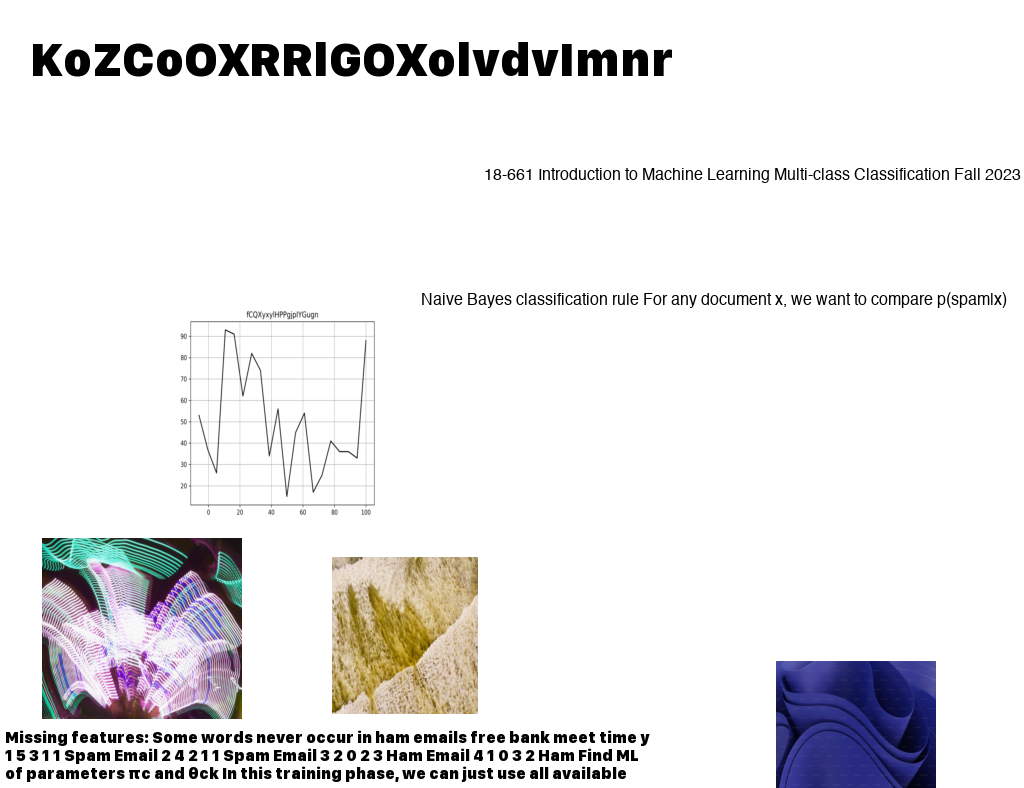 KoZCoOXRRlGOXolvdvImnr
18-661 Introduction to Machine Learning Multi-class Classification Fall 2023
Naive Bayes classification rule For any document x, we want to compare p(spam|x)
fCQXyxylHPPgjpIYGugn
90
80
70
60
50
40
30
20
0 20 40 60 80 100
Missing features: Some words never occur in ham emails free bank meet time y
1 5 3 1 1 Spam Email 2 4 2 1 1 Spam Email 3 2 0 2 3 Ham Email 4 1 0 3 2 Ham Find ML
of parameters πc and θck In this training phase, we can just use all available